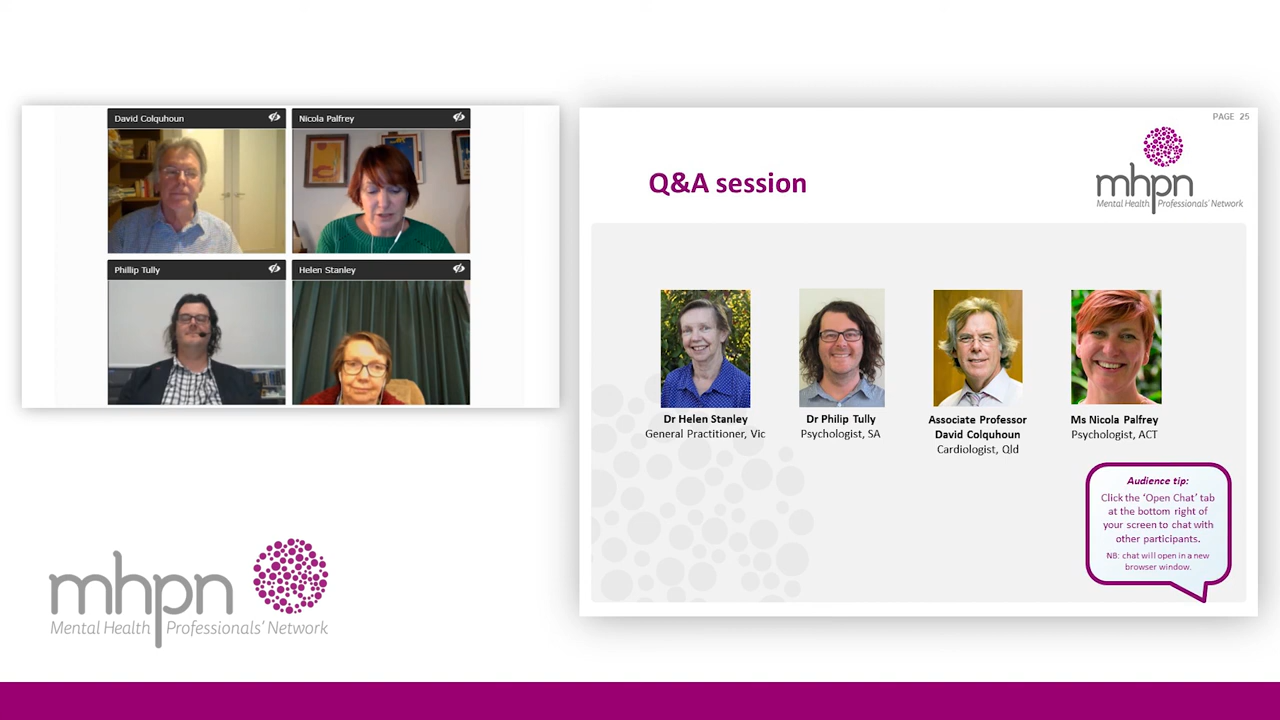 David Colquhoun
Nicola Palfrey
Phillip Tully
Helen Stanley
mhpn
Mental Health Professionals' Network
PAGE 25
Q&A session
mhpn
Mental Health Professionals' Network
Dr Helen Stanley
General Practitioner, Vic
Dr Philip Tully
Psychologist, SA
Associate Professor
David Colquhoun
Cardiologist, Qld
Ms Nicola Palfrey
Psychologist, ACT
Audience tip:
Click the 'Open Chat' tab
at the bottom right of
your screen to chat with
other participants.
NB: chat will open in a new
browser window.